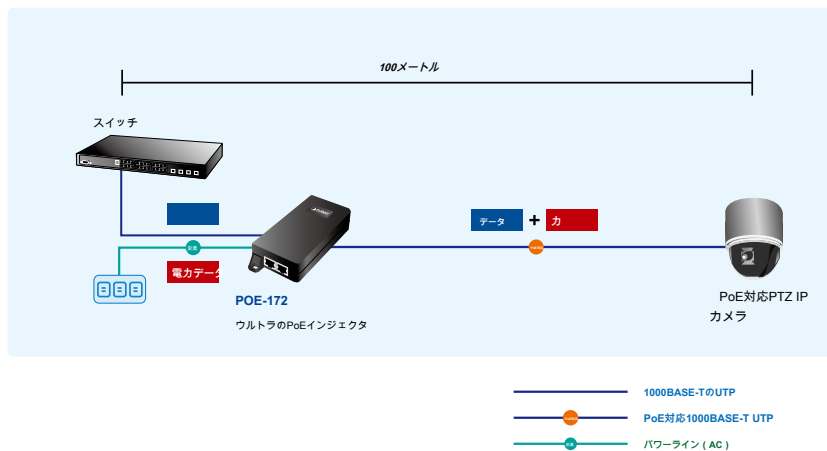 100メートル
スイッチ
データ + カ
電力データ
POE-172
ウルトラのPoEインジェクタ
PoE対応PTZ IP
カメラ
1000BASE-TのUTP
PoE対応1000BASE-T UTP
パワーライン ( AC )